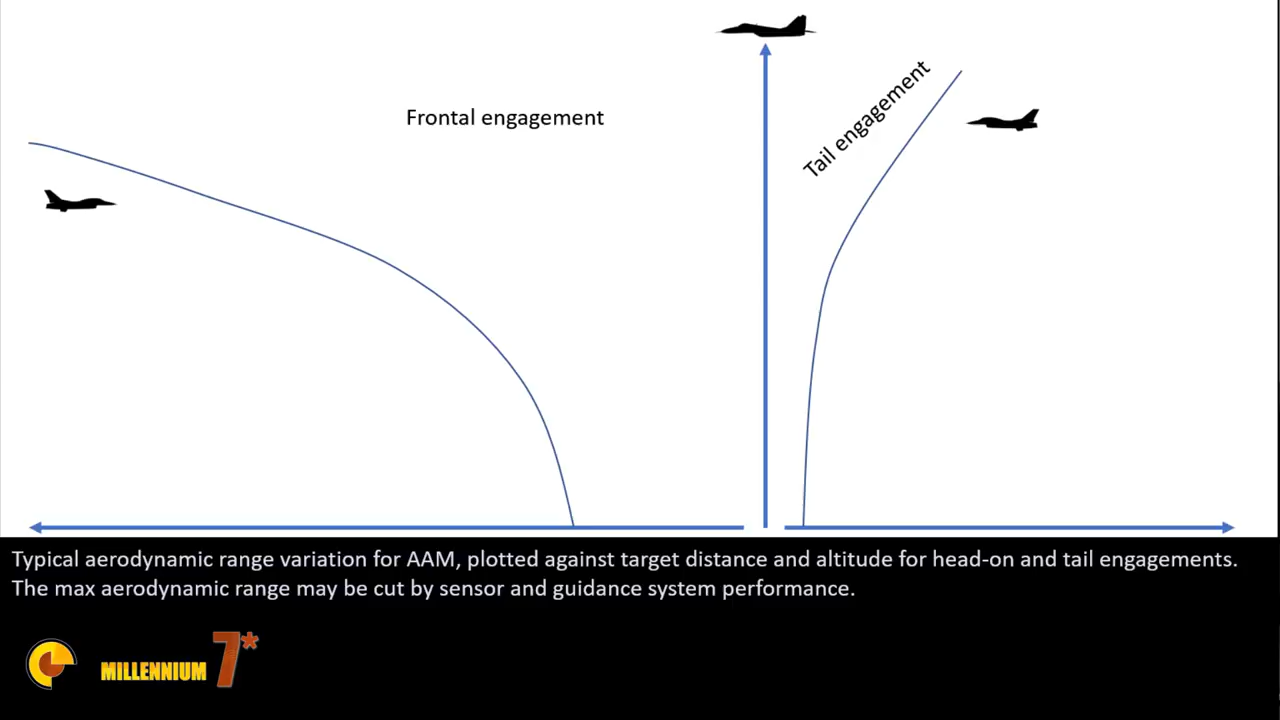 Frontal engagement
Tail engagement
Typical aerodynamic range variation for AAM, plotted against target distance and altitude for head-on and tail engagements.
The max aerodynamic range may be cut by sensor and guidance system performance.
MILLENNIUM 7*